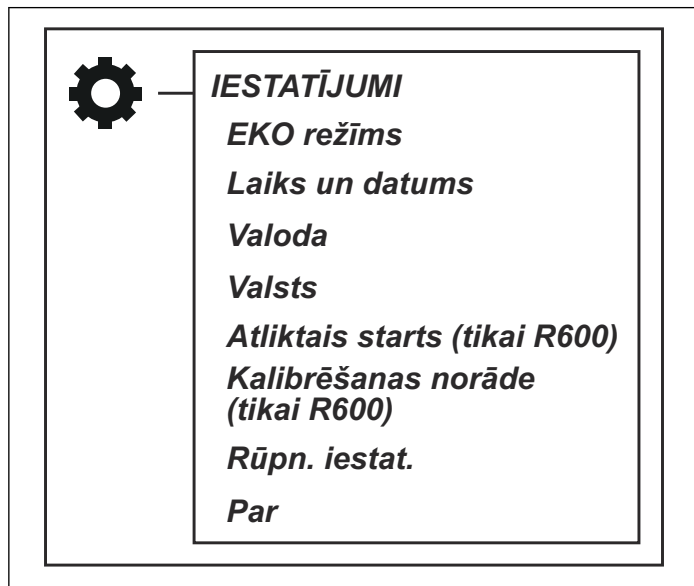 IESTATĪJUMI
EKO režīms
Laiks un datums
Valoda
Valsts
Atliktais starts (tikai R600)
Kalibrēšanas norāde
(tikai R600)
Rūpn. iestat.
Par